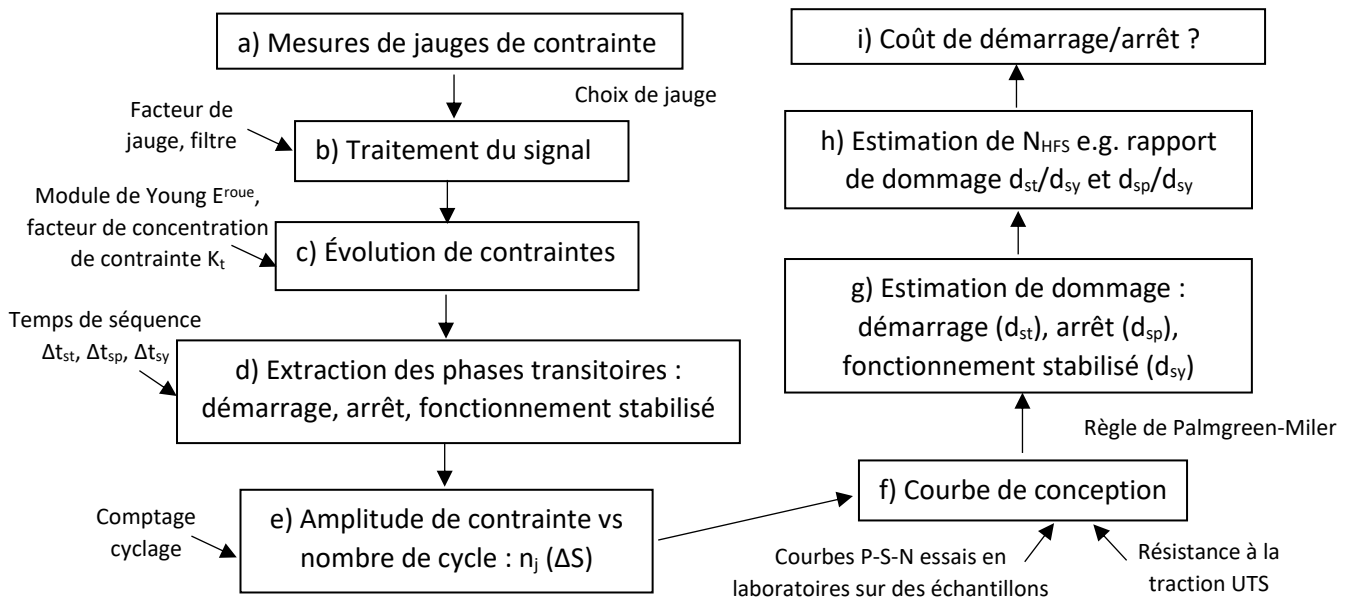 a) Mesures de jauges de contrainte
Choix de jauge
Facteur de
jauge, filtre
b) Traitement du signal
Module de Young Eʳᵒᵘᵉ,
facteur de concentration
de contrainte Kₜ
c) Évolution de contraintes
Temps de séquence
Δtst, Δtsp, Δtsy
d) Extraction des phases transitoires :
démarrage, arrêt, fonctionnement stabilisé
Comptage
cyclage
e) Amplitude de contrainte vs
nombre de cycle : nj (ΔS)
f) Courbe de conception
Courbes P-S-N essais en
laboratoires sur des échantillons
Résistance à la
traction UTS
Règle de Palmgreen-Miler
g) Estimation de dommage :
démarrage (dst), arrêt (dsp),
fonctionnement stabilisé (dsy)
h) Estimation de NHFS e.g. rapport
de dommage dst/dsy et dsp/dsy
i) Coût de démarrage/arrêt ?